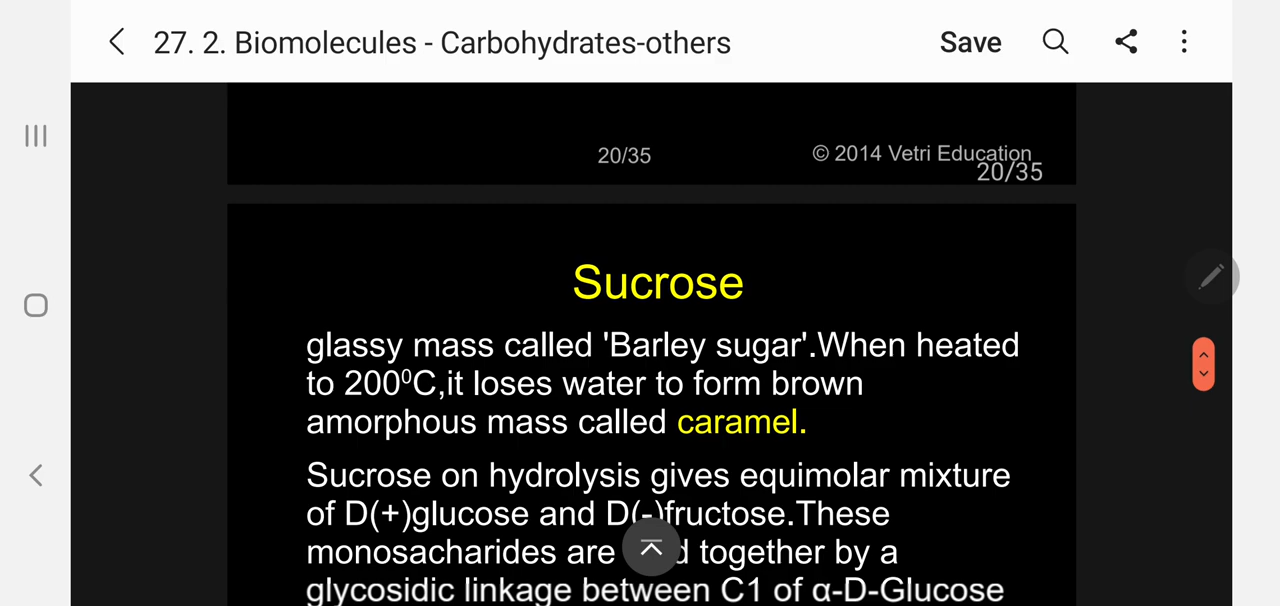 27. 2. Biomolecules - Carbohydrates-others
Save
20/35
© 2014 Vetri Education
20/35
Sucrose
glassy mass called 'Barley sugar'.When heated
to 200⁰C,it loses water to form brown
amorphous mass called caramel.
Sucrose on hydrolysis gives equimolar mixture
of D(+)glucose and D(-)fructose.These
monosacharides are together by a
glycosidic linkage between C1 of α-D-Glucose